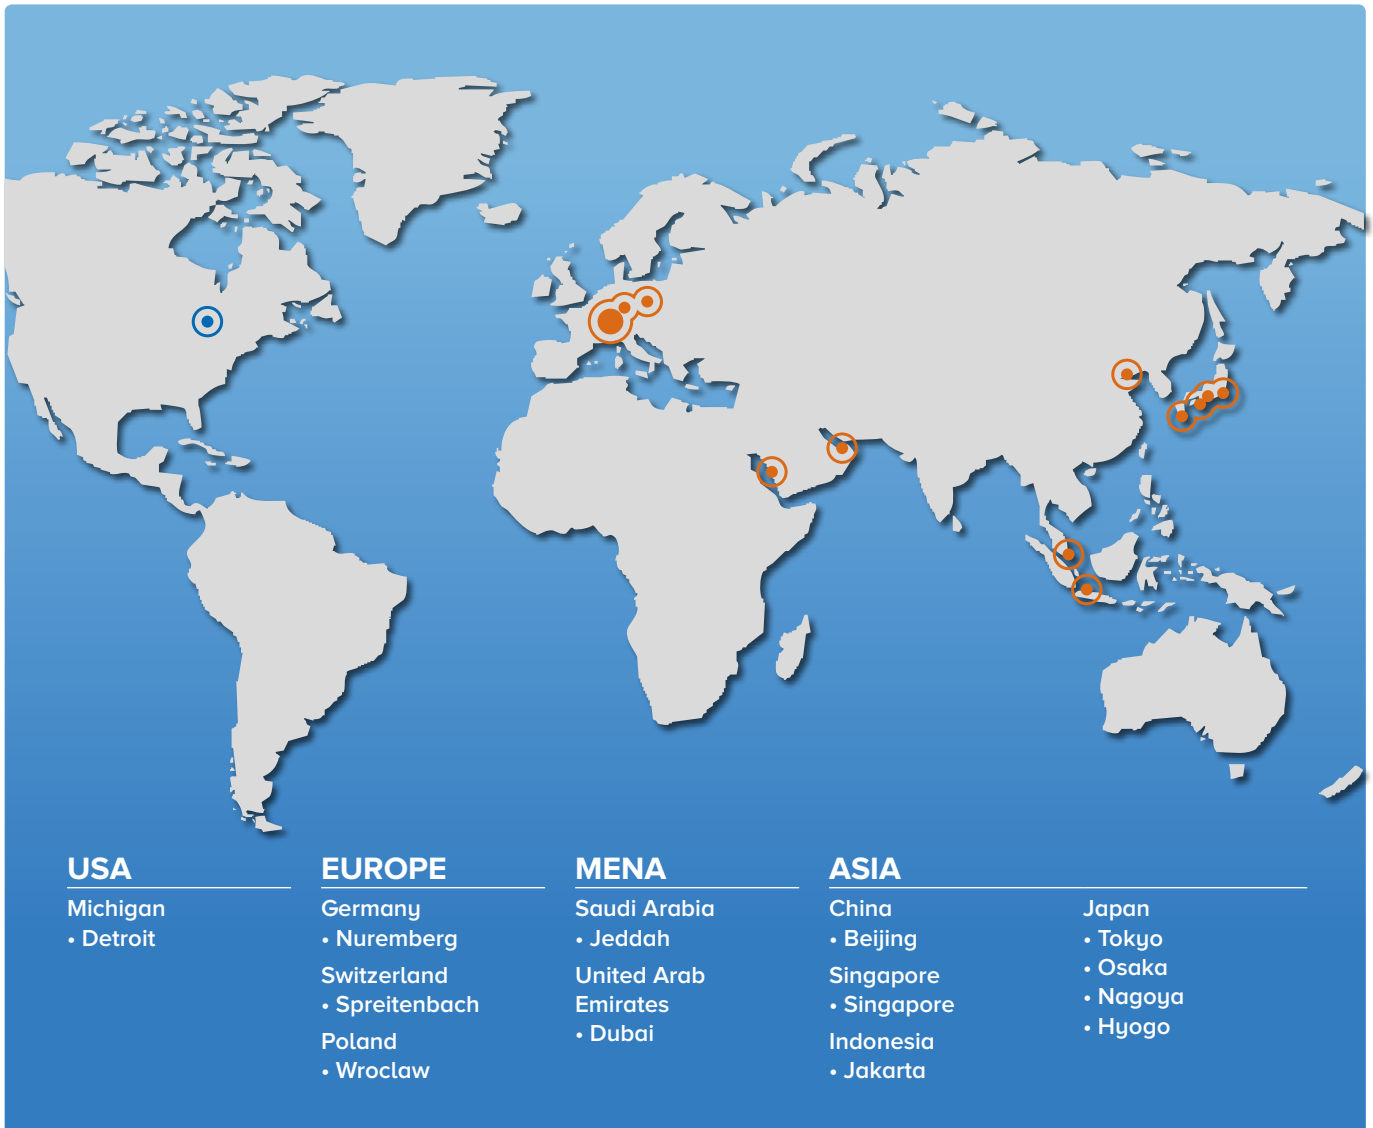 USA
Michigan
• Detroit
EUROPE
Germany
• Nuremberg
Switzerland
• Spreitenbach
Poland
• Wroclaw
MENA
Saudi Arabia
• Jeddah
United Arab
Emirates
• Dubai
ASIA
China
• Beijing
Singapore
• Singapore
Indonesia
• Jakarta
Japan
• Tokyo
• Osaka
• Nagoya
• Hyogo